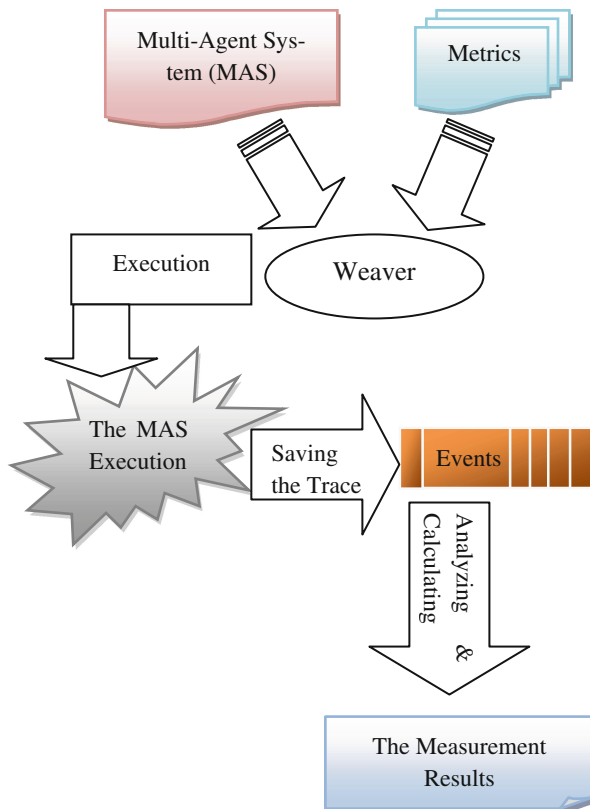 Multi-Agent Sys-
tem (MAS)
Metrics
Execution
Weaver
The MAS
Execution
Saving
the Trace
Events
Analyzing &
Calculating
The Measurement
Results